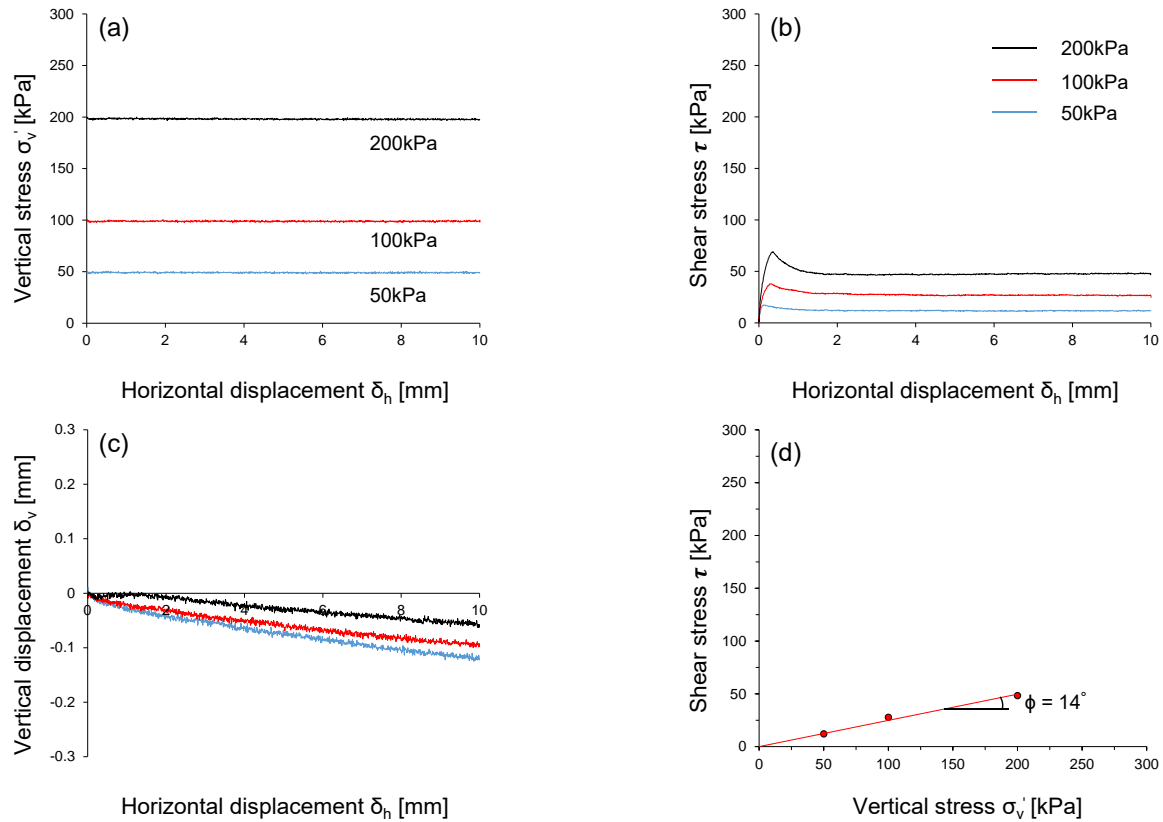 (a)
300
250
200
150
100
50
0
Vertical stress σv' [kPa]
200kPa
100kPa
50kPa
0 2 4 6 8 10
Horizontal displacement δh [mm]
(b)
300
250
200
150
100
50
0
Shear stress τ [kPa]
200kPa
100kPa
50kPa
0 2 4 6 8 10
Horizontal displacement δh [mm]
(c)
0.3
0.2
0.1
0
-0.1
-0.2
-0.3
Vertical displacement δv [mm]
0 2 4 6 8 10
Horizontal displacement δh [mm]
(d)
300
250
200
150
100
50
0
Shear stress τ [kPa]
ϕ = 14°
0 50 100 150 200 250 300
Vertical stress σv' [kPa]